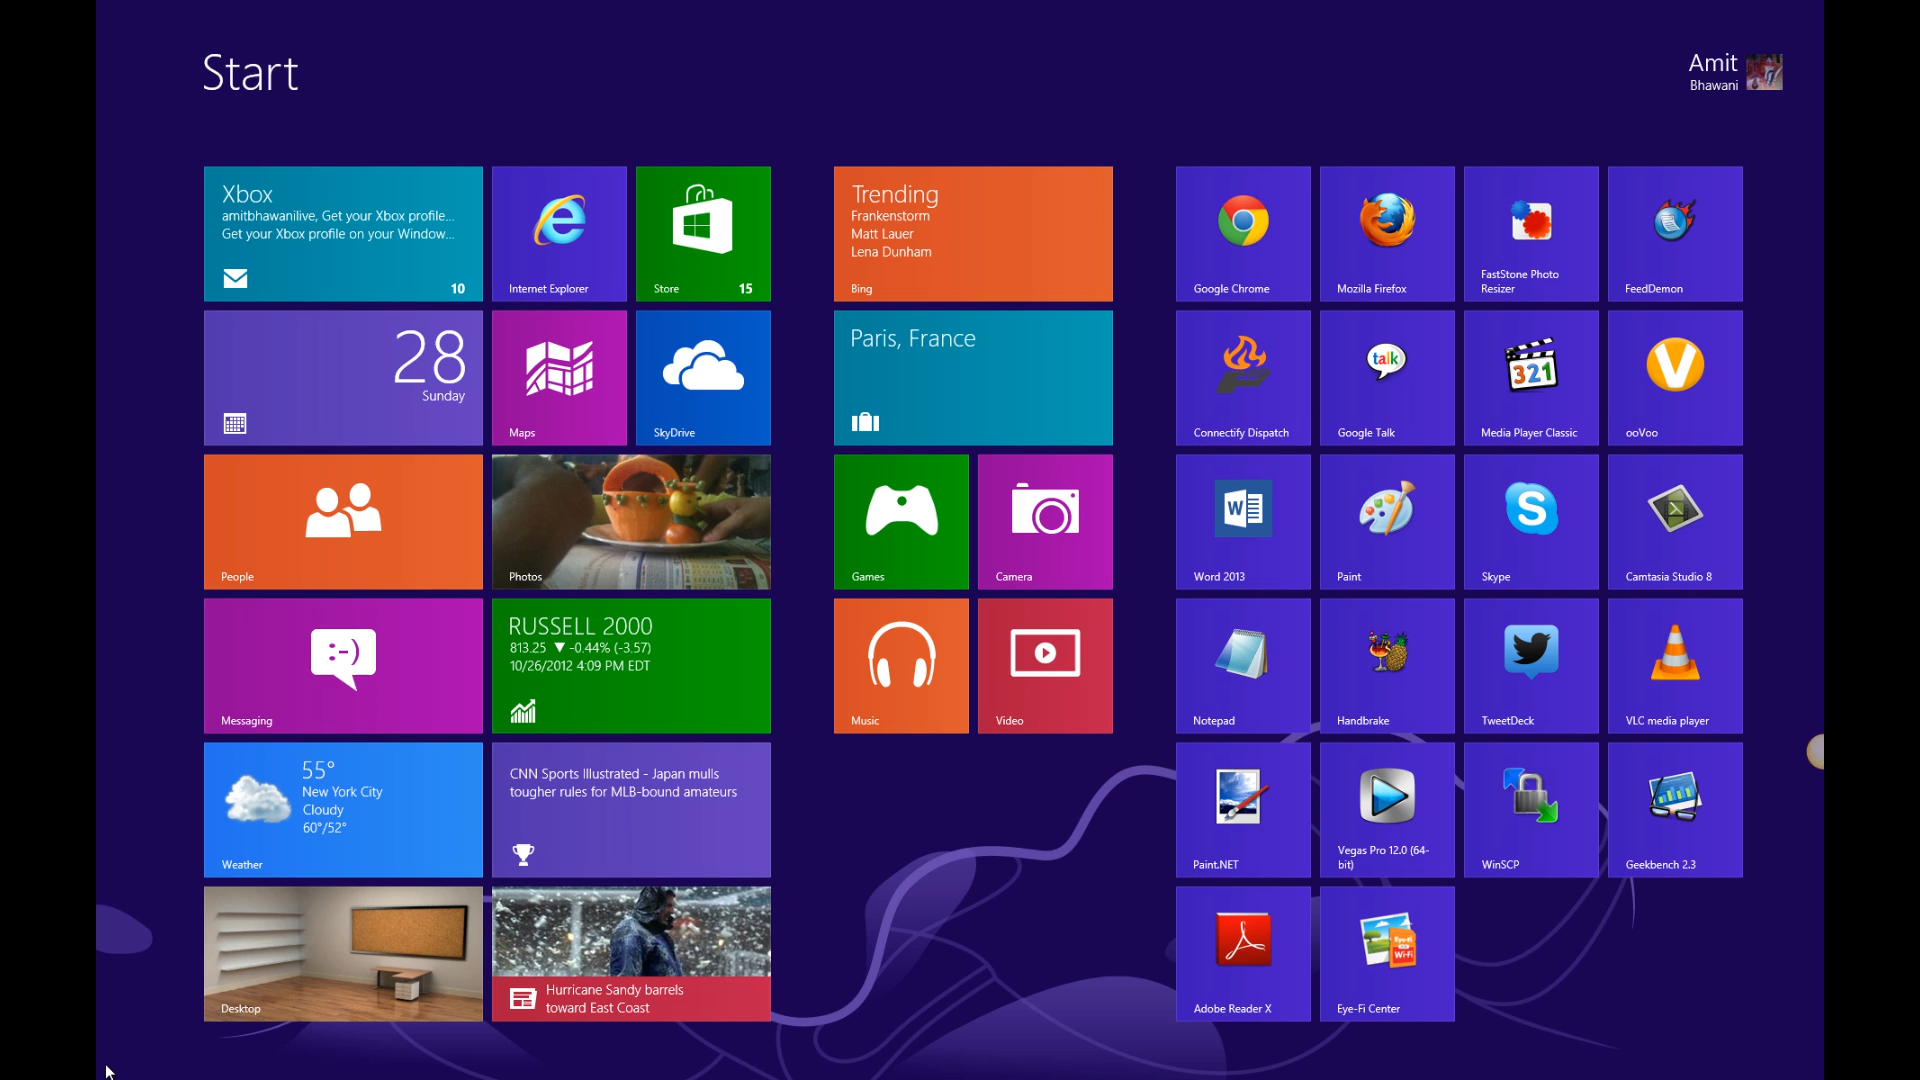 Start
Amit
Bhawani
Xbox
amitbhawanilive, Get your Xbox profile...
Get your Xbox profile on your Window...
10
Internet Explorer
Store
15
28
Sunday
Maps
SkyDrive
People
Photos
Messaging
RUSSELL 2000
813.25 ▼ -0.44% (-3.57)
10/26/2012 4:09 PM EDT
55°
New York City
Cloudy
60°/52°
Weather
CNN Sports Illustrated - Japan mulls
tougher rules for MLB-bound amateurs
Desktop
Hurricane Sandy barrels
toward East Coast
Trending
Frankenstorm
Matt Lauer
Lena Dunham
Bing
Paris, France
Games
Camera
Music
Video
Google Chrome
Mozilla Firefox
FastStone Photo
Resizer
FeedDemon
Connectify Dispatch
talk
Google Talk
321
Media Player Classic
V
ooVoo
W
Word 2013
Paint
S
Skype
Camtasia Studio 8
Notepad
Handbrake
TweetDeck
VLC media player
Paint.NET
Vegas Pro 12.0 (64-
bit)
WinSCP
Geekbench 2.3
Adobe Reader X
Eye-Fi
Wi-Fi
Eye-Fi Center
:-)